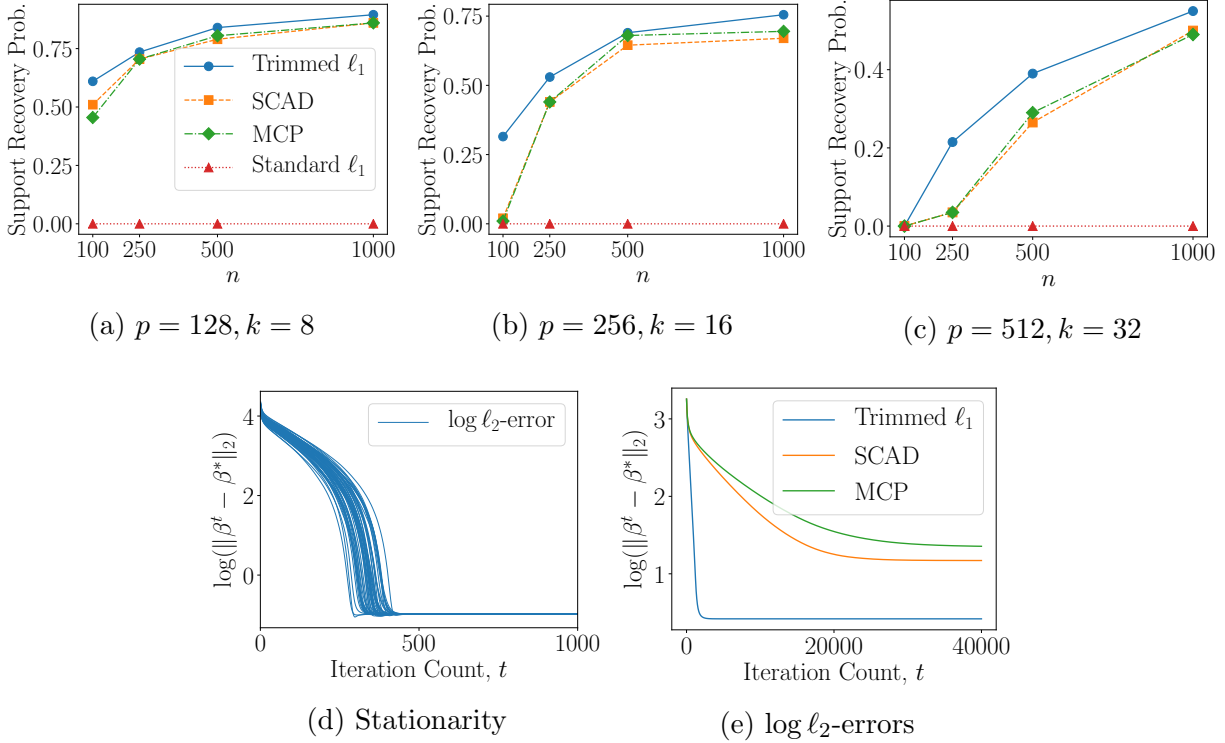 Support Recovery Prob.
0.75
0.50
0.25
0.00
Trimmed ℓ₁
SCAD
MCP
Standard ℓ₁
100 250 500 1000
n
(a) p = 128, k = 8
Support Recovery Prob.
0.75
0.50
0.25
0.00
100 250 500 1000
n
(b) p = 256, k = 16
Support Recovery Prob.
0.4
0.2
0.0
100 250 500 1000
n
(c) p = 512, k = 32
log(||β^t − β*||₂)
4
2
0
log ℓ₂-error
0 500 1000
Iteration Count, t
(d) Stationarity
log(||β^t − β*||₂)
3
2
1
Trimmed ℓ₁
SCAD
MCP
0 20000 40000
Iteration Count, t
(e) log ℓ₂-errors